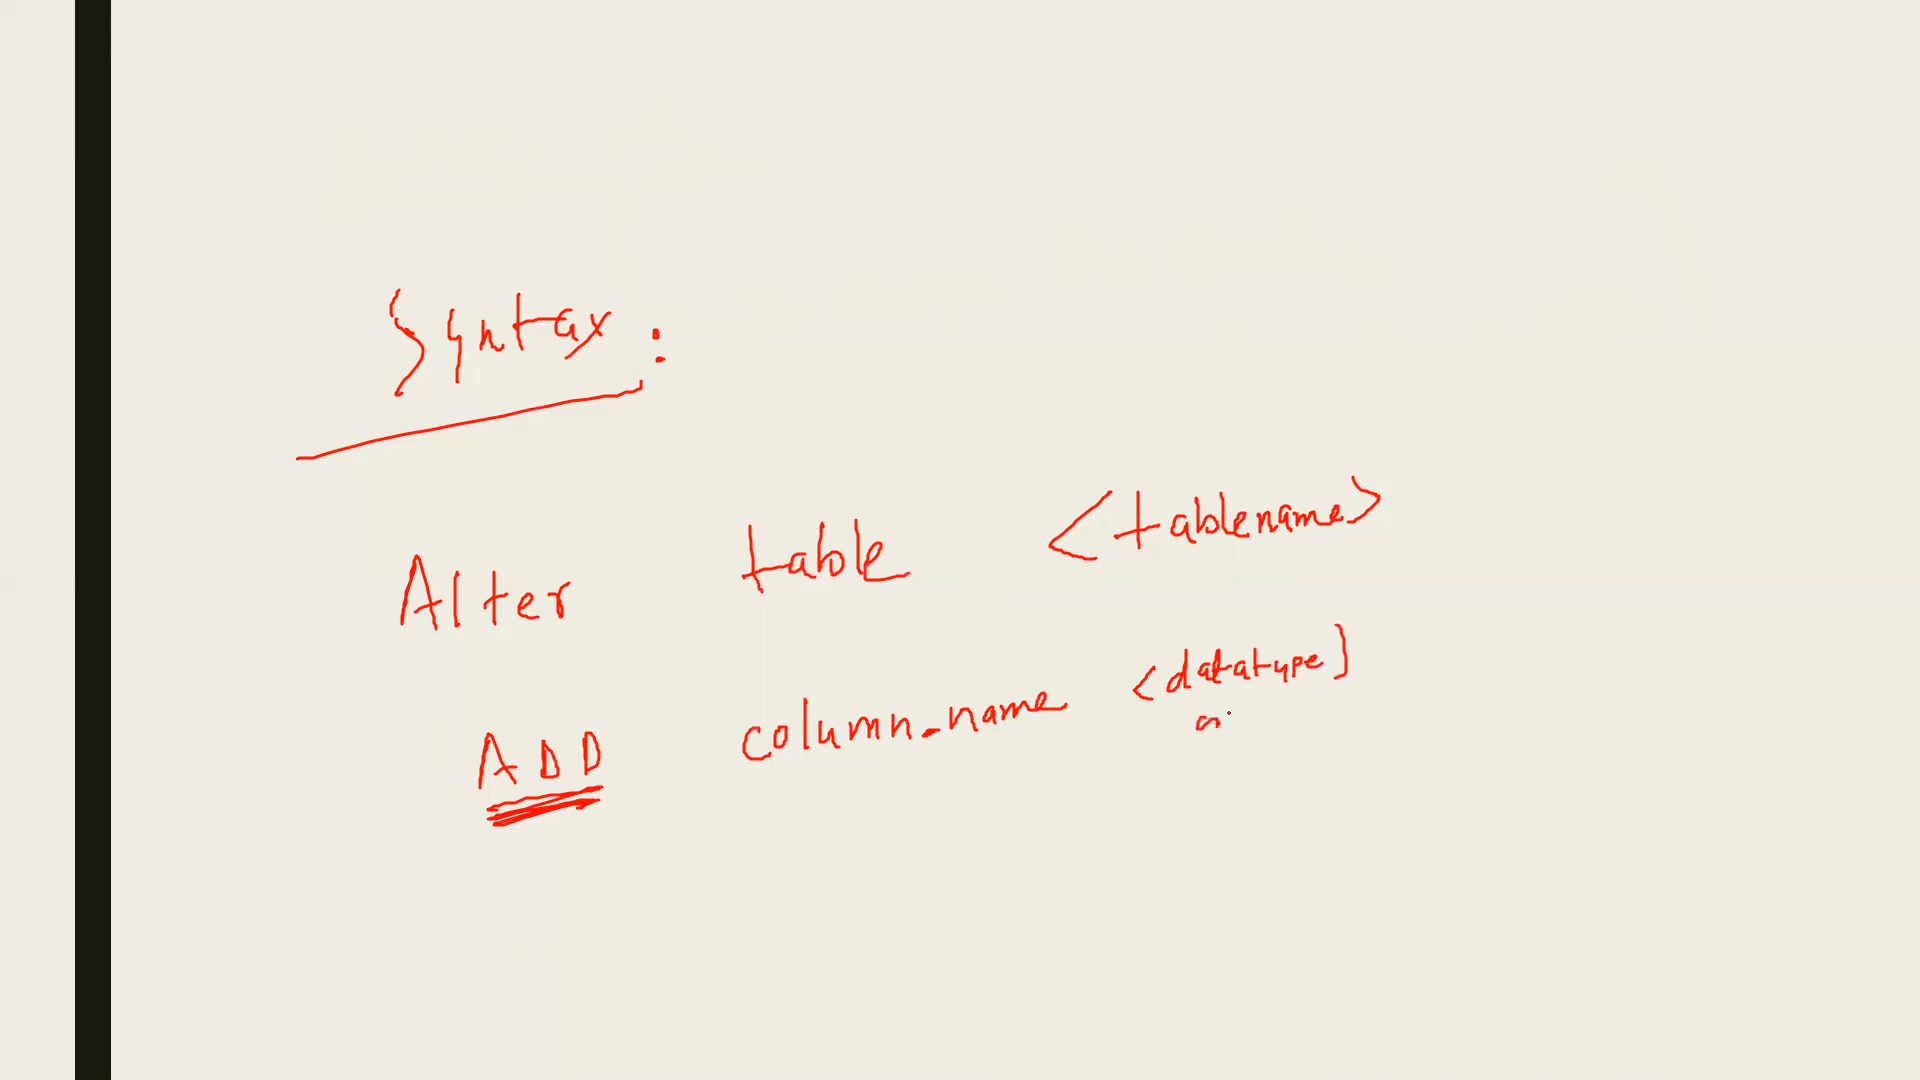 Syntax :
Alter table <tablename>
ADD column_name <datatype]